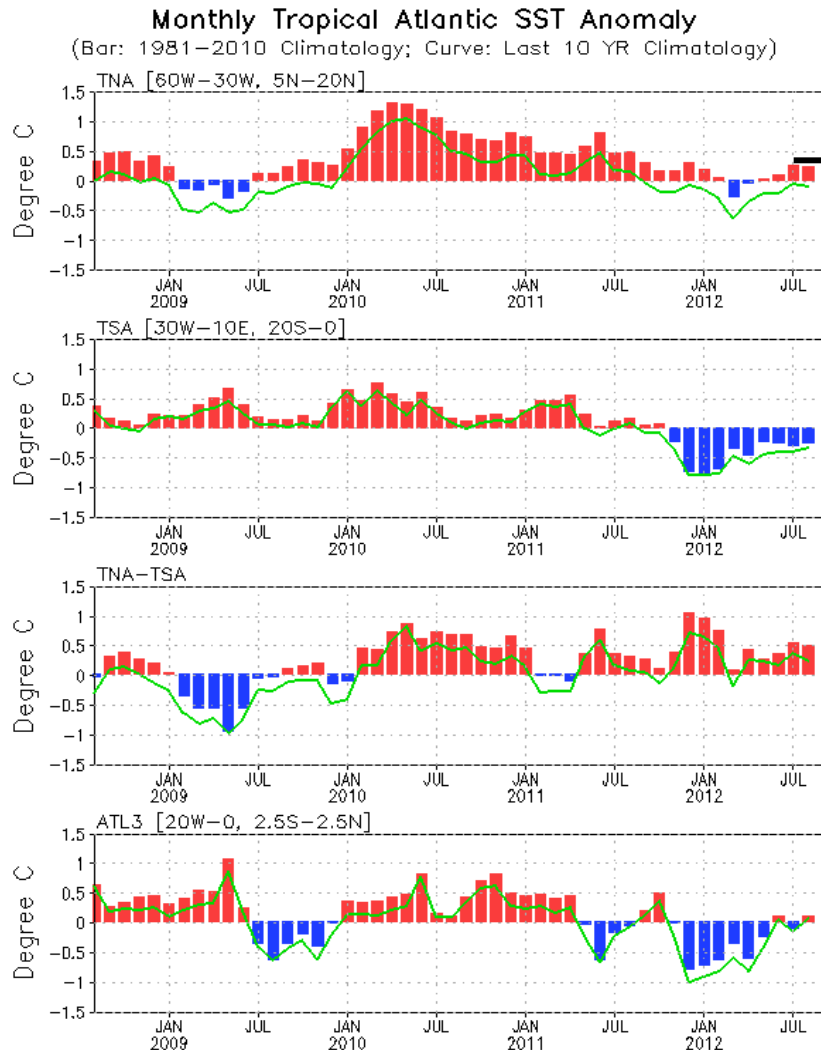 Monthly Tropical Atlantic SST Anomaly
(Bar: 1981-2010 Climatology; Curve: Last 10 YR Climatology)
TNA [60W-30W, 5N-20N]
Degree C
1.5
1
0.5
0
-0.5
-1
-1.5
JAN JUL JAN JUL JAN JUL JAN JUL
2009 2010 2011 2012
TSA [30W-10E, 20S-0]
1.5
1
0.5
0
-0.5
-1
-1.5
JAN JUL JAN JUL JAN JUL JAN JUL
2009 2010 2011 2012
TNA-TSA
Degree C
1.5
1
0.5
0
-0.5
-1
-1.5
JAN JUL JAN JUL JAN JUL JAN JUL
2009 2010 2011 2012
ATL3 [20W-0, 2.5S-2.5N]
Degree C
1.5
1
0.5
0
-0.5
-1
-1.5
JAN JUL JAN JUL JAN JUL JAN JUL
2009 2010 2011 2012